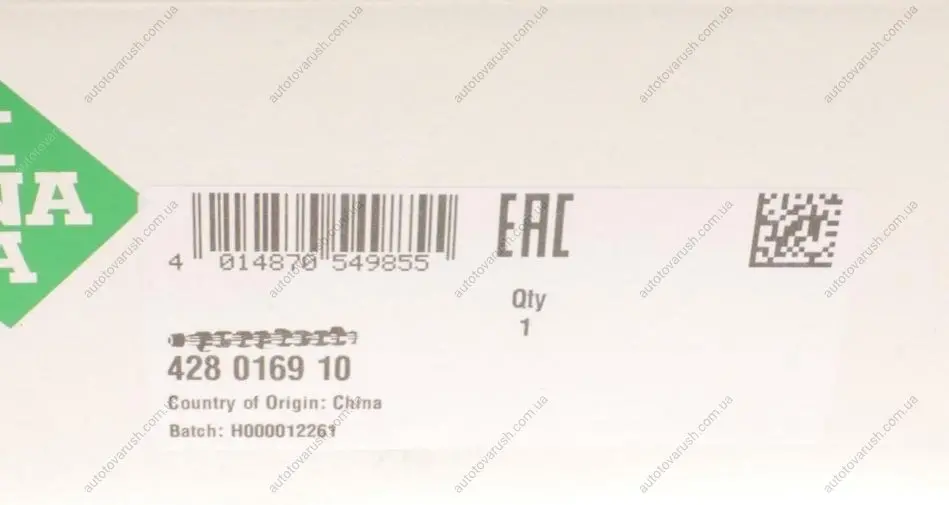 INA
4 014870 549855
EAC
Qty
1
428 0169 10
Country of Origin: China
Batch: H000012261
autotovarush.com.ua